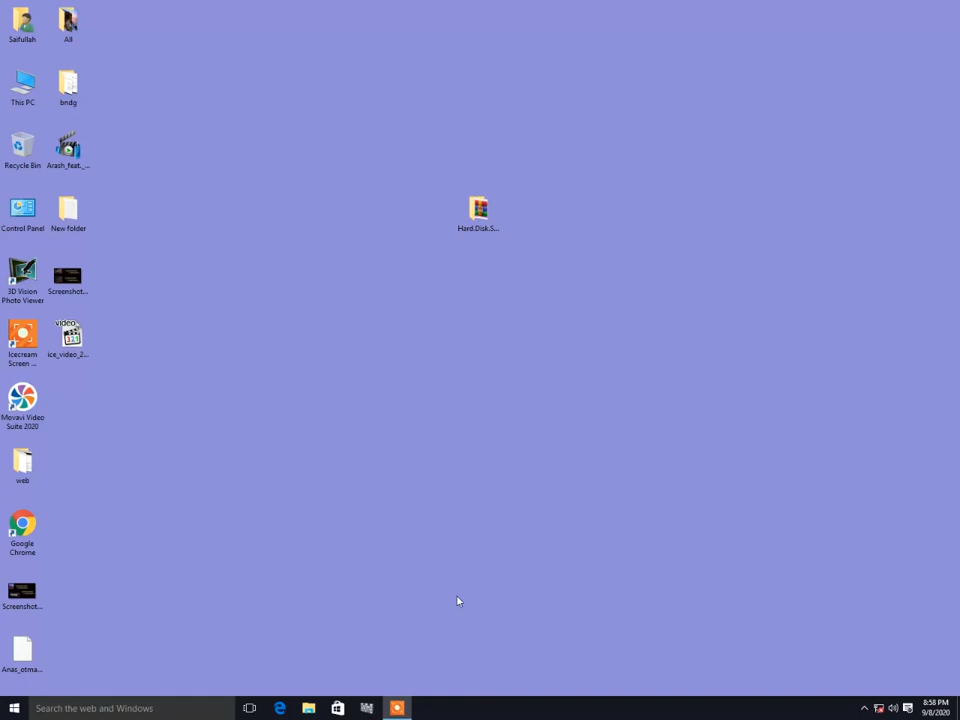 Saifullah
All
This PC
bndg
Recycle Bin
Arash_feat._...
Control Panel
New folder
3D Vision
Photo Viewer
Screenshot...
Icecream
Screen ...
video
321
ice_video_2...
Movavi Video
Suite 2020
web
Google
Chrome
Screenshot...
Anas_otma...
Hard.Disk.S...
Search the web and Windows
8:58 PM
9/8/2020